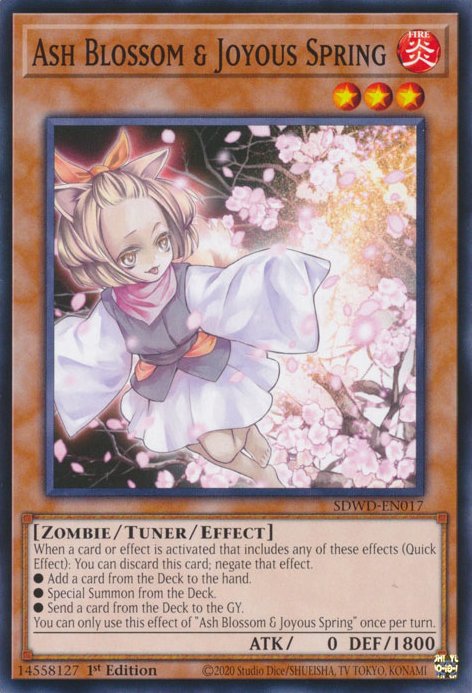 ASH BLOSSOM & JOYOUS SPRING
FIRE
炎
SDWD-EN017
[ZOMBIE/TUNER/EFFECT]
When a card or effect is activated that includes any of these effects (Quick
Effect): You can discard this card; negate that effect.
● Add a card from the Deck to the hand.
● Special Summon from the Deck.
● Send a card from the Deck to the GY.
You can only use this effect of "Ash Blossom & Joyous Spring" once per turn.
ATK/ 0 DEF/1800
14558127 1st Edition ©2020 Studio Dice/SHUEISHA, TV TOKYO, KONAMI